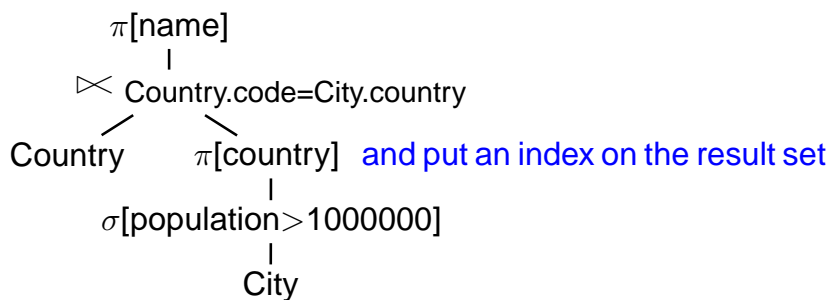 π[name]
⋊ Country.code=City.country
Country π[country] and put an index on the result set
σ[population>1000000]
City